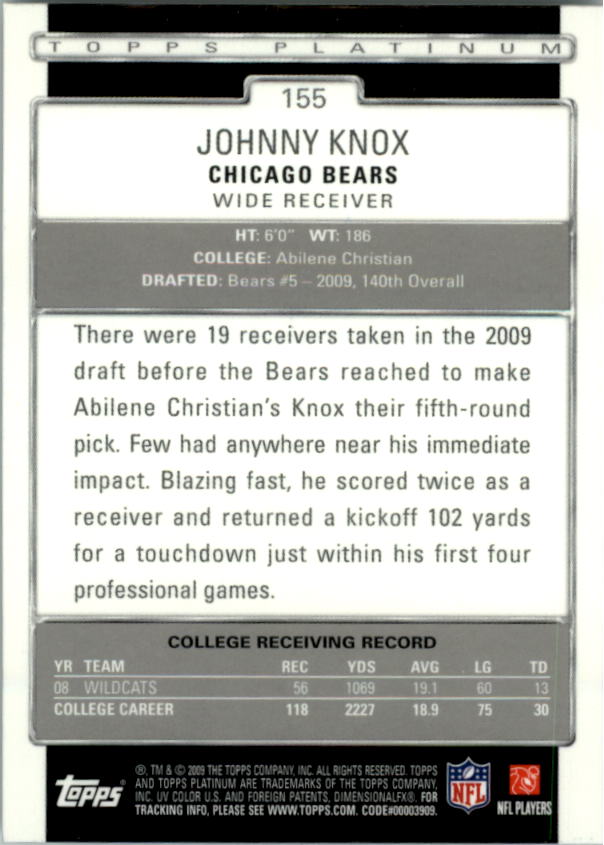 TOPPS PLATINUM
155
JOHNNY KNOX
CHICAGO BEARS
WIDE RECEIVER
HT: 6'0" WT: 186
COLLEGE: Abilene Christian
DRAFTED: Bears #5 – 2009, 140th Overall
There were 19 receivers taken in the 2009
draft before the Bears reached to make
Abilene Christian's Knox their fifth-round
pick. Few had anywhere near his immediate
impact. Blazing fast, he scored twice as a
receiver and returned a kickoff 102 yards
for a touchdown just within his first four
professional games.
COLLEGE RECEIVING RECORD
YR TEAM REC YDS AVG LG TD
08 WILDCATS 56 1069 19.1 60 13
COLLEGE CAREER 118 2227 18.9 75 30
Topps®
®, TM & © 2009 THE TOPPS COMPANY, INC. ALL RIGHTS RESERVED. TOPPS
AND TOPPS PLATINUM ARE TRADEMARKS OF THE TOPPS COMPANY,
INC. UV COLOR U.S. AND FOREIGN PATENTS, DIMENSIONALFX®. FOR
TRACKING INFO, PLEASE SEE WWW.TOPPS.COM. CODE#00003909.
NFL
NFL PLAYERS